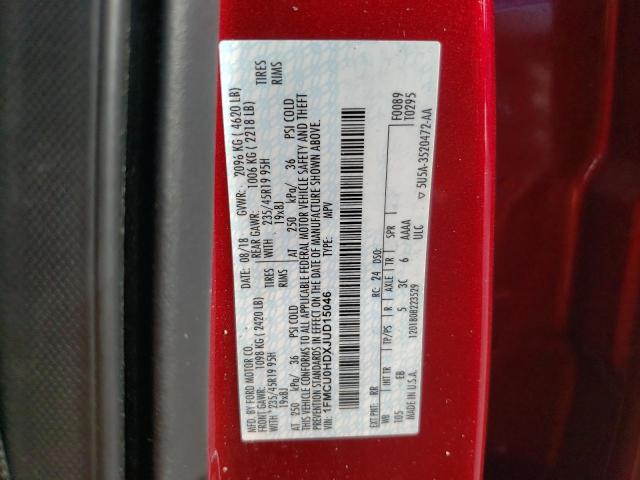 MFD. BY FORD MOTOR CO.
DATE: 08/18 GVWR: 2096 KG ( 4620 LB)
FRONT GAWR: 1098 KG ( 2420 LB) REAR GAWR: 1006 KG ( 2218 LB)
WITH 235/45R19 95H TIRES WITH 235/45R19 95H TIRES
19x8J RIMS 19x8J RIMS
AT 250 kPa/ 36 PSI COLD AT 250 kPa/ 36 PSI COLD
THIS VEHICLE CONFORMS TO ALL APPLICABLE FEDERAL MOTOR VEHICLE SAFETY AND THEFT
PREVENTION STANDARDS IN EFFECT ON THE DATE OF MANUFACTURE SHOWN ABOVE.
VIN: 1FMCU0HDXJUD15046 TYPE: MPV
F0089
T0295
EXT PNT: RR RC: 24 DSO:
WB INT TR TP/PS R AXLE TR SPR
105 EB 5 3C 6 AAAA
ULC
MADE IN U.S.A. 1201808223529 ▽ 5U5A-3520472-AA